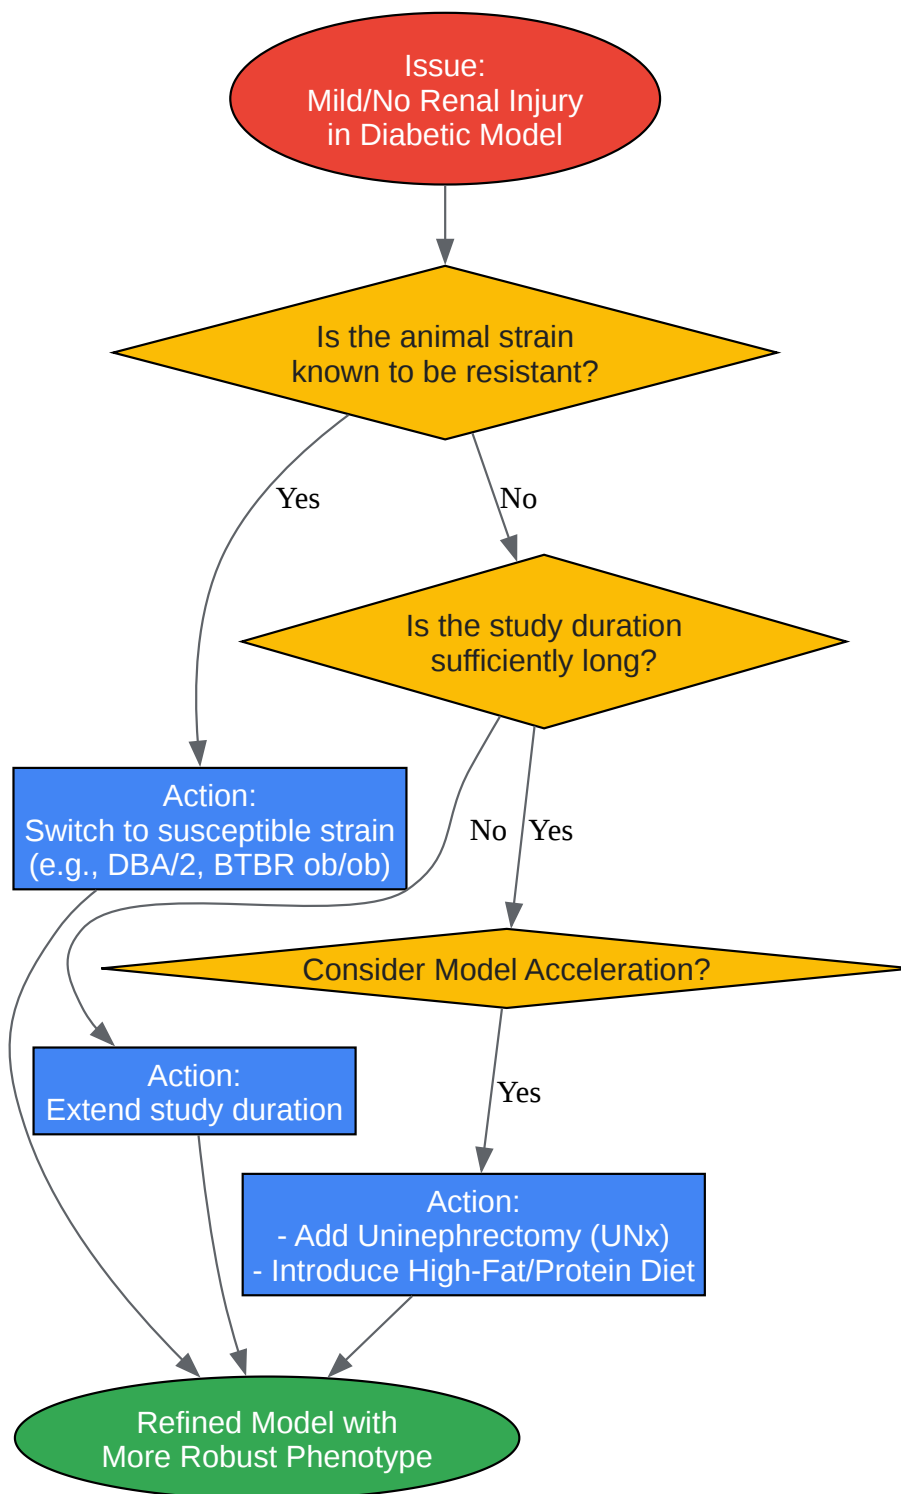 Issue:
Mild/No Renal Injury
in Diabetic Model
Is the animal strain
known to be resistant?
Yes
No
Is the study duration
sufficiently long?
Action:
Switch to susceptible strain
(e.g., DBA/2, BTBR ob/ob)
No
Yes
Consider Model Acceleration?
Action:
Extend study duration
Yes
Action:
- Add Uninephrectomy (UNx)
- Introduce High-Fat/Protein Diet
Refined Model with
More Robust Phenotype